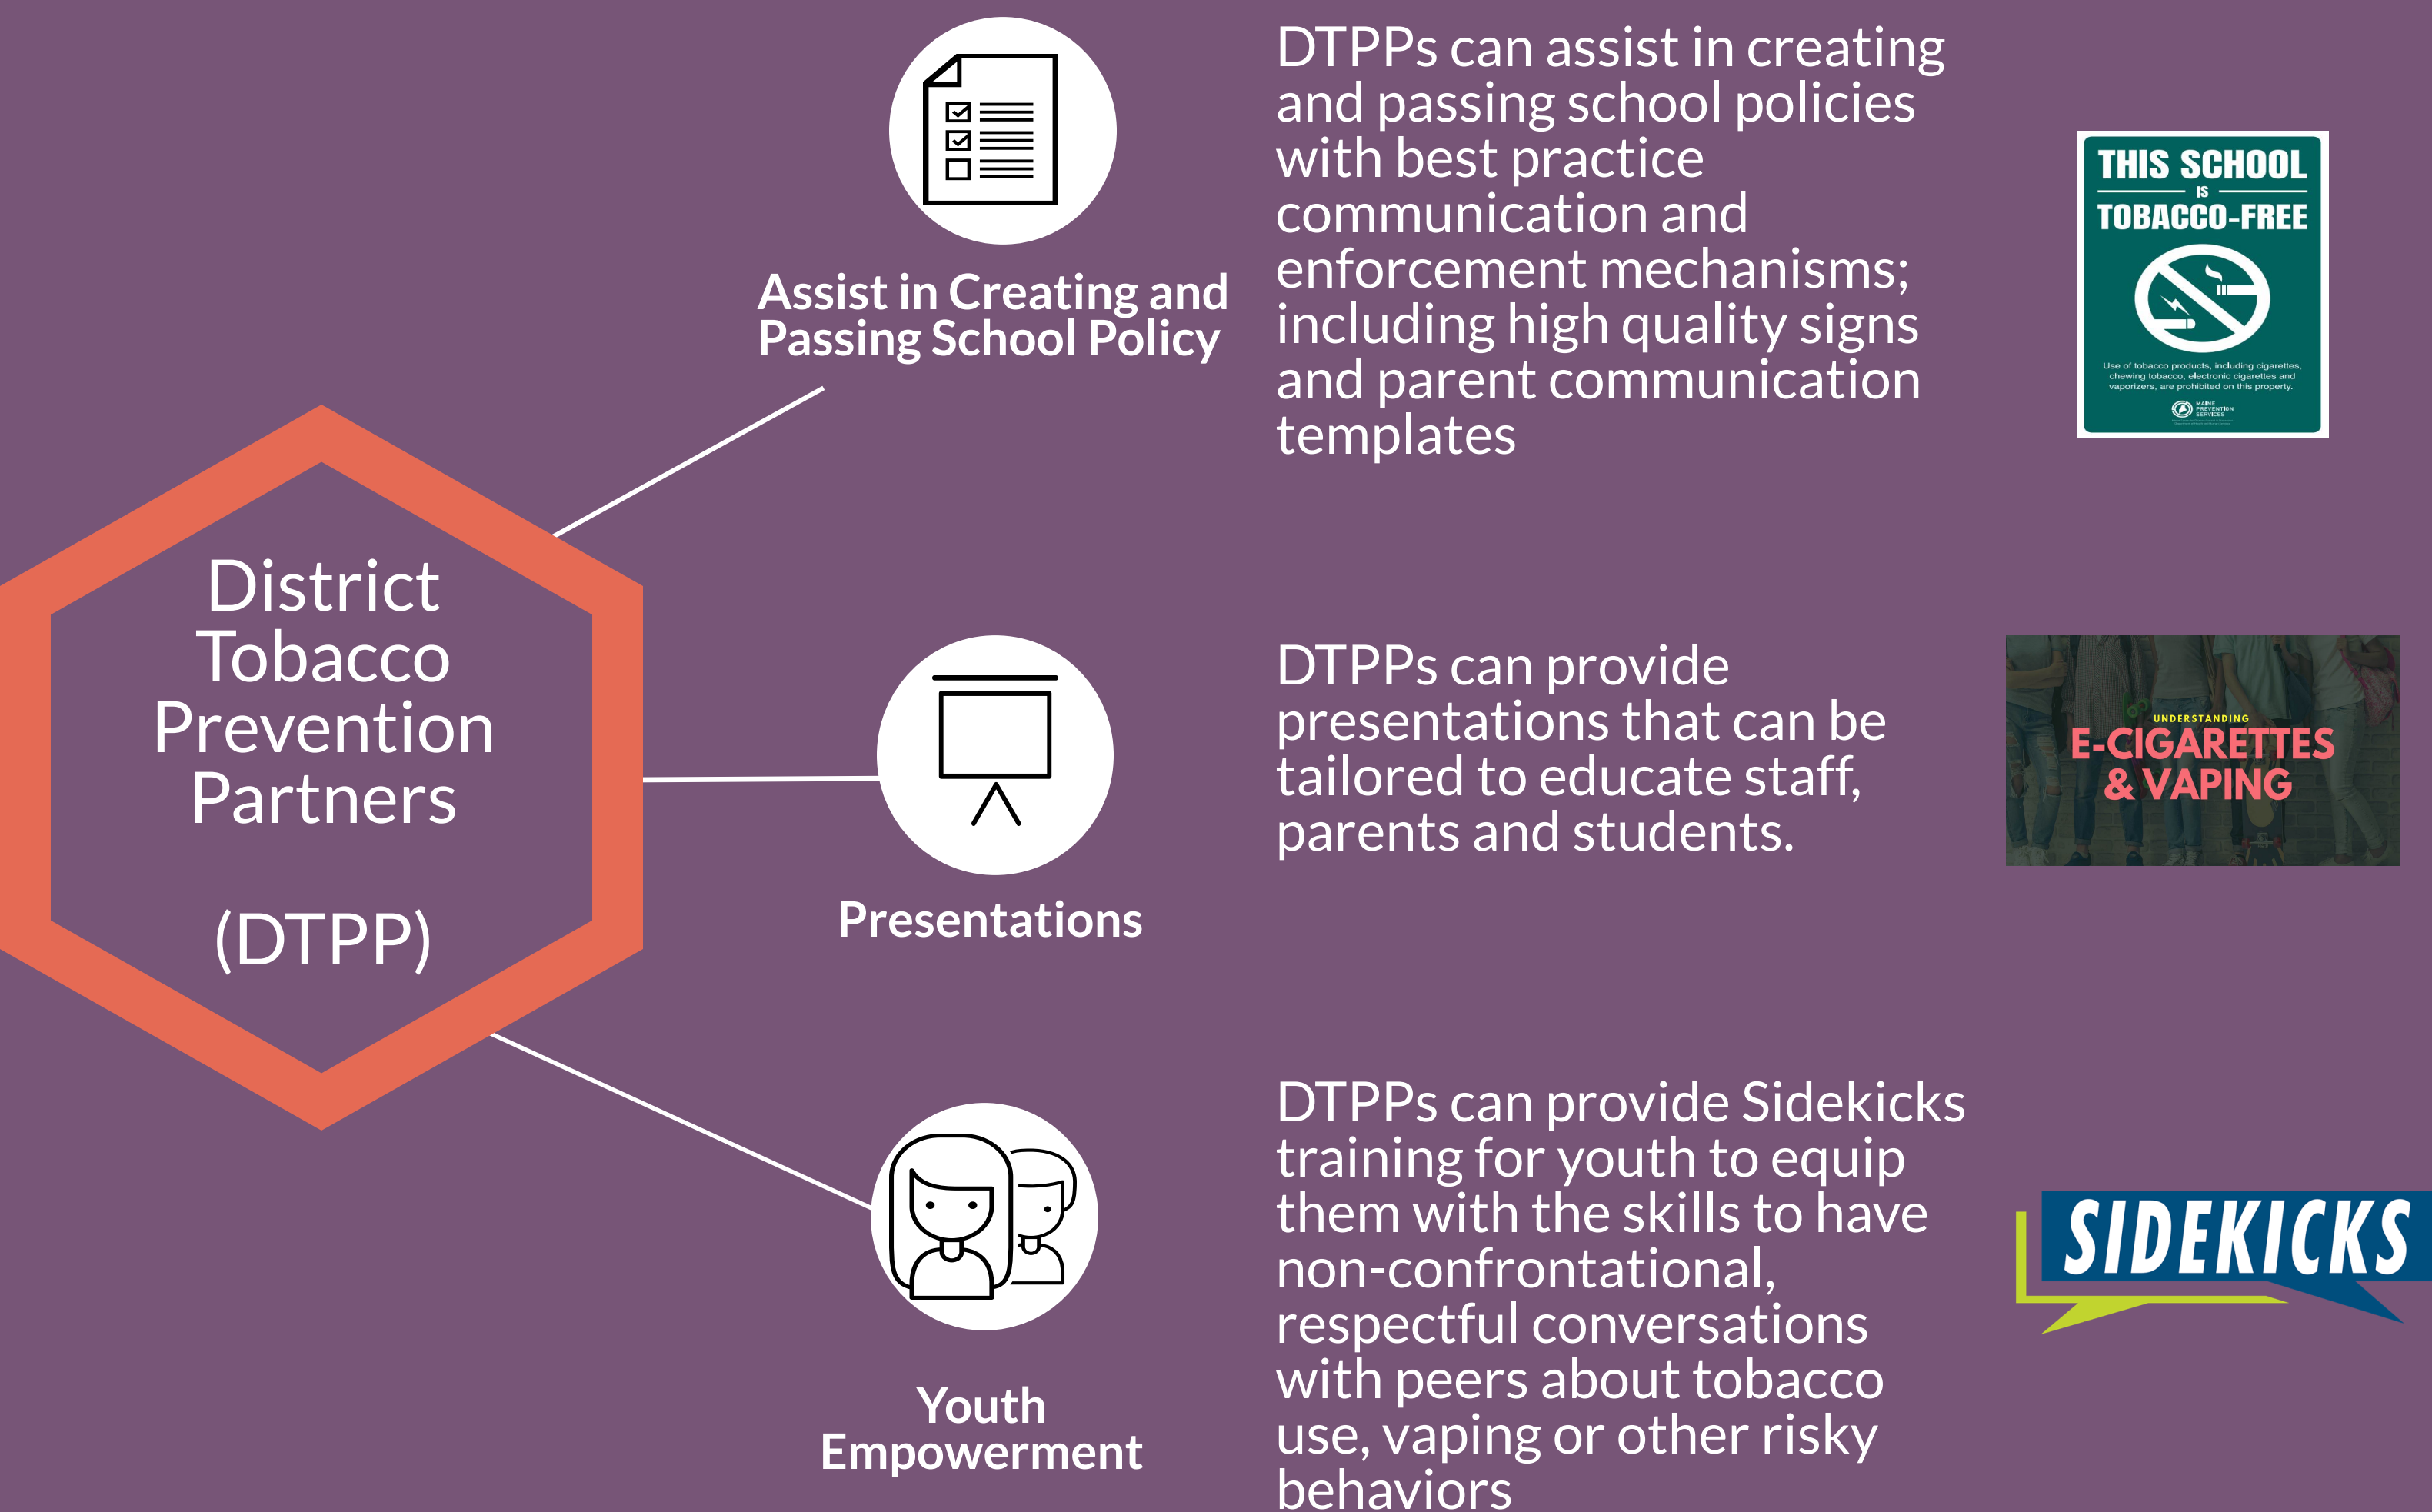 District
Tobacco
Prevention
Partners
(DTPP)
Assist in Creating and
Passing School Policy
DTPPs can assist in creating
and passing school policies
with best practice
communication and
enforcement mechanisms;
including high quality signs
and parent communication
templates
THIS SCHOOL
IS
TOBACCO-FREE
Use of tobacco products, including cigarettes,
chewing tobacco, electronic cigarettes and
vaporizers, are prohibited on this property.
MAINE
PREVENTION
SERVICES
Presentations
DTPPs can provide
presentations that can be
tailored to educate staff,
parents and students.
UNDERSTANDING
E-CIGARETTES
& VAPING
Youth
Empowerment
DTPPs can provide Sidekicks
training for youth to equip
them with the skills to have
non-confrontational,
respectful conversations
with peers about tobacco
use, vaping or other risky
behaviors
SIDEKICKS